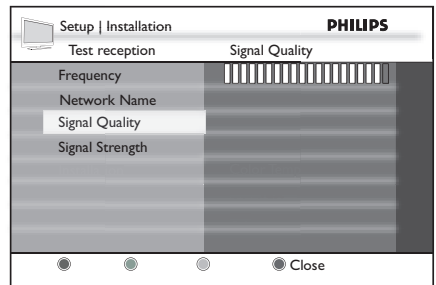 Setup | Installation
PHILIPS
Test reception
Signal Quality
Frequency
Network Name
Signal Quality
Signal Strength
Close